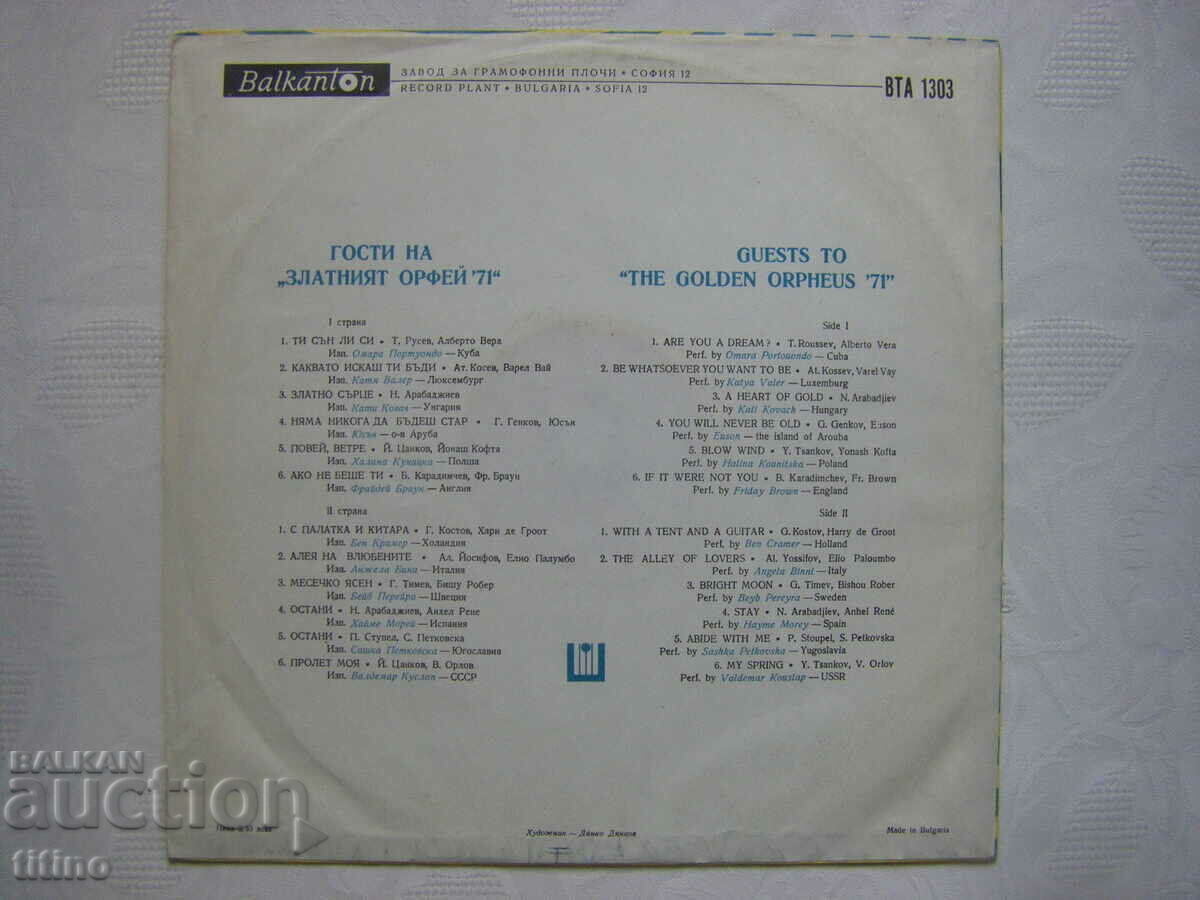 Balkanton
ЗАВОД ЗА ГРАМОФОННИ ПЛОЧИ • СОФИЯ 12
RECORD PLANT • BULGARIA • SOFIA 12
ВТА 1303
ГОСТИ НА
„ЗЛАТНИЯТ ОРФЕЙ '71“
I страна
1. ТИ СЪН ЛИ СИ • Т. Русев, Алберто Вера
Изп. Омара Портуондо — Куба
2. КАКВАТО ИСКАШ ТИ БЪДИ • Ат. Косев, Варел Вай
Изп. Катя Валер — Люксембург
3. ЗЛАТНО СЪРЦЕ • Н. Арабаджиев
Изп. Кати Ковач — Унгария
4. НЯМА НИКОГА ДА БЪДЕШ СТАР • Г. Генков, Юсън
Изп. Юсън — о-в Аруба
5. ПОВЕЙ, ВЕТРЕ • Й. Цанков, Йонаш Кофта
Изп. Халина Куницка — Полша
6. АКО НЕ БЕШЕ ТИ • Б. Карадимчев, Фр. Браун
Изп. Фрайдей Браун — Англия
II страна
1. С ПАЛАТКА И КИТАРА • Г. Костов, Хари де Гроот
Изп. Бен Крамер — Холандия
2. АЛЕЯ НА ВЛЮБЕНИТЕ • Ал. Йосифов, Елио Палумбо
Изп. Анжела Бини — Италия
3. МЕСЕЧКО ЯСЕН • Г. Тимев, Бишу Робер
Изп. Бейб Перейра — Швеция
4. ОСТАНИ • Н. Арабаджиев, Анхел Рене
Изп. Хайме Морей — Испания
5. ОСТАНИ • П. Ступел, С. Петковска
Изп. Сашка Петковска — Югославия
6. ПРОЛЕТ МОЯ • Й. Цанков, В. Орлов
Изп. Валдемар Куслап — СССР
GUESTS TO
“THE GOLDEN ORPHEUS '71”
Side I
1. ARE YOU A DREAM? • T. Roussev, Alberto Vera
Perf. by Omara Portouondo — Cuba
2. BE WHATSOEVER YOU WANT TO BE • At. Kossev, Varel Vay
Perf. by Katya Valer — Luxemburg
3. A HEART OF GOLD • N. Arabadjiev
Perf. by Kati Kovach — Hungary
4. YOU WILL NEVER BE OLD • G. Genkov, Euson
Perf. by Euson — the island of Arouba
5. BLOW WIND • Y. Tsankov, Yonash Kofta
Perf. by Halina Kounitska — Poland
6. IF IT WERE NOT YOU • B. Karadimchev, Fr. Brown
Perf. by Friday Brown — England
Side II
1. WITH A TENT AND A GUITAR • G. Kostov, Harry de Groot
Perf. by Ben Cramer — Holland
2. THE ALLEY OF LOVERS • Al. Yossifov, Elio Paloumbo
Perf. by Angela Binni — Italy
3. BRIGHT MOON • G. Timev, Bishou Rober
Perf. by Beyb Pereyra — Sweden
4. STAY • N. Arabadjiev, Anhel René
Perf. by Hayme Morey — Spain
5. ABIDE WITH ME • P. Stoupel, S. Petkovska
Perf. by Sashka Petkovska — Yugoslavia
6. MY SPRING • Y. Tsankov, V. Orlov
Perf. by Valdemar Kouslap — USSR
BALKAN
auction
titino
Художник — Данко Динков
Made in Bulgaria